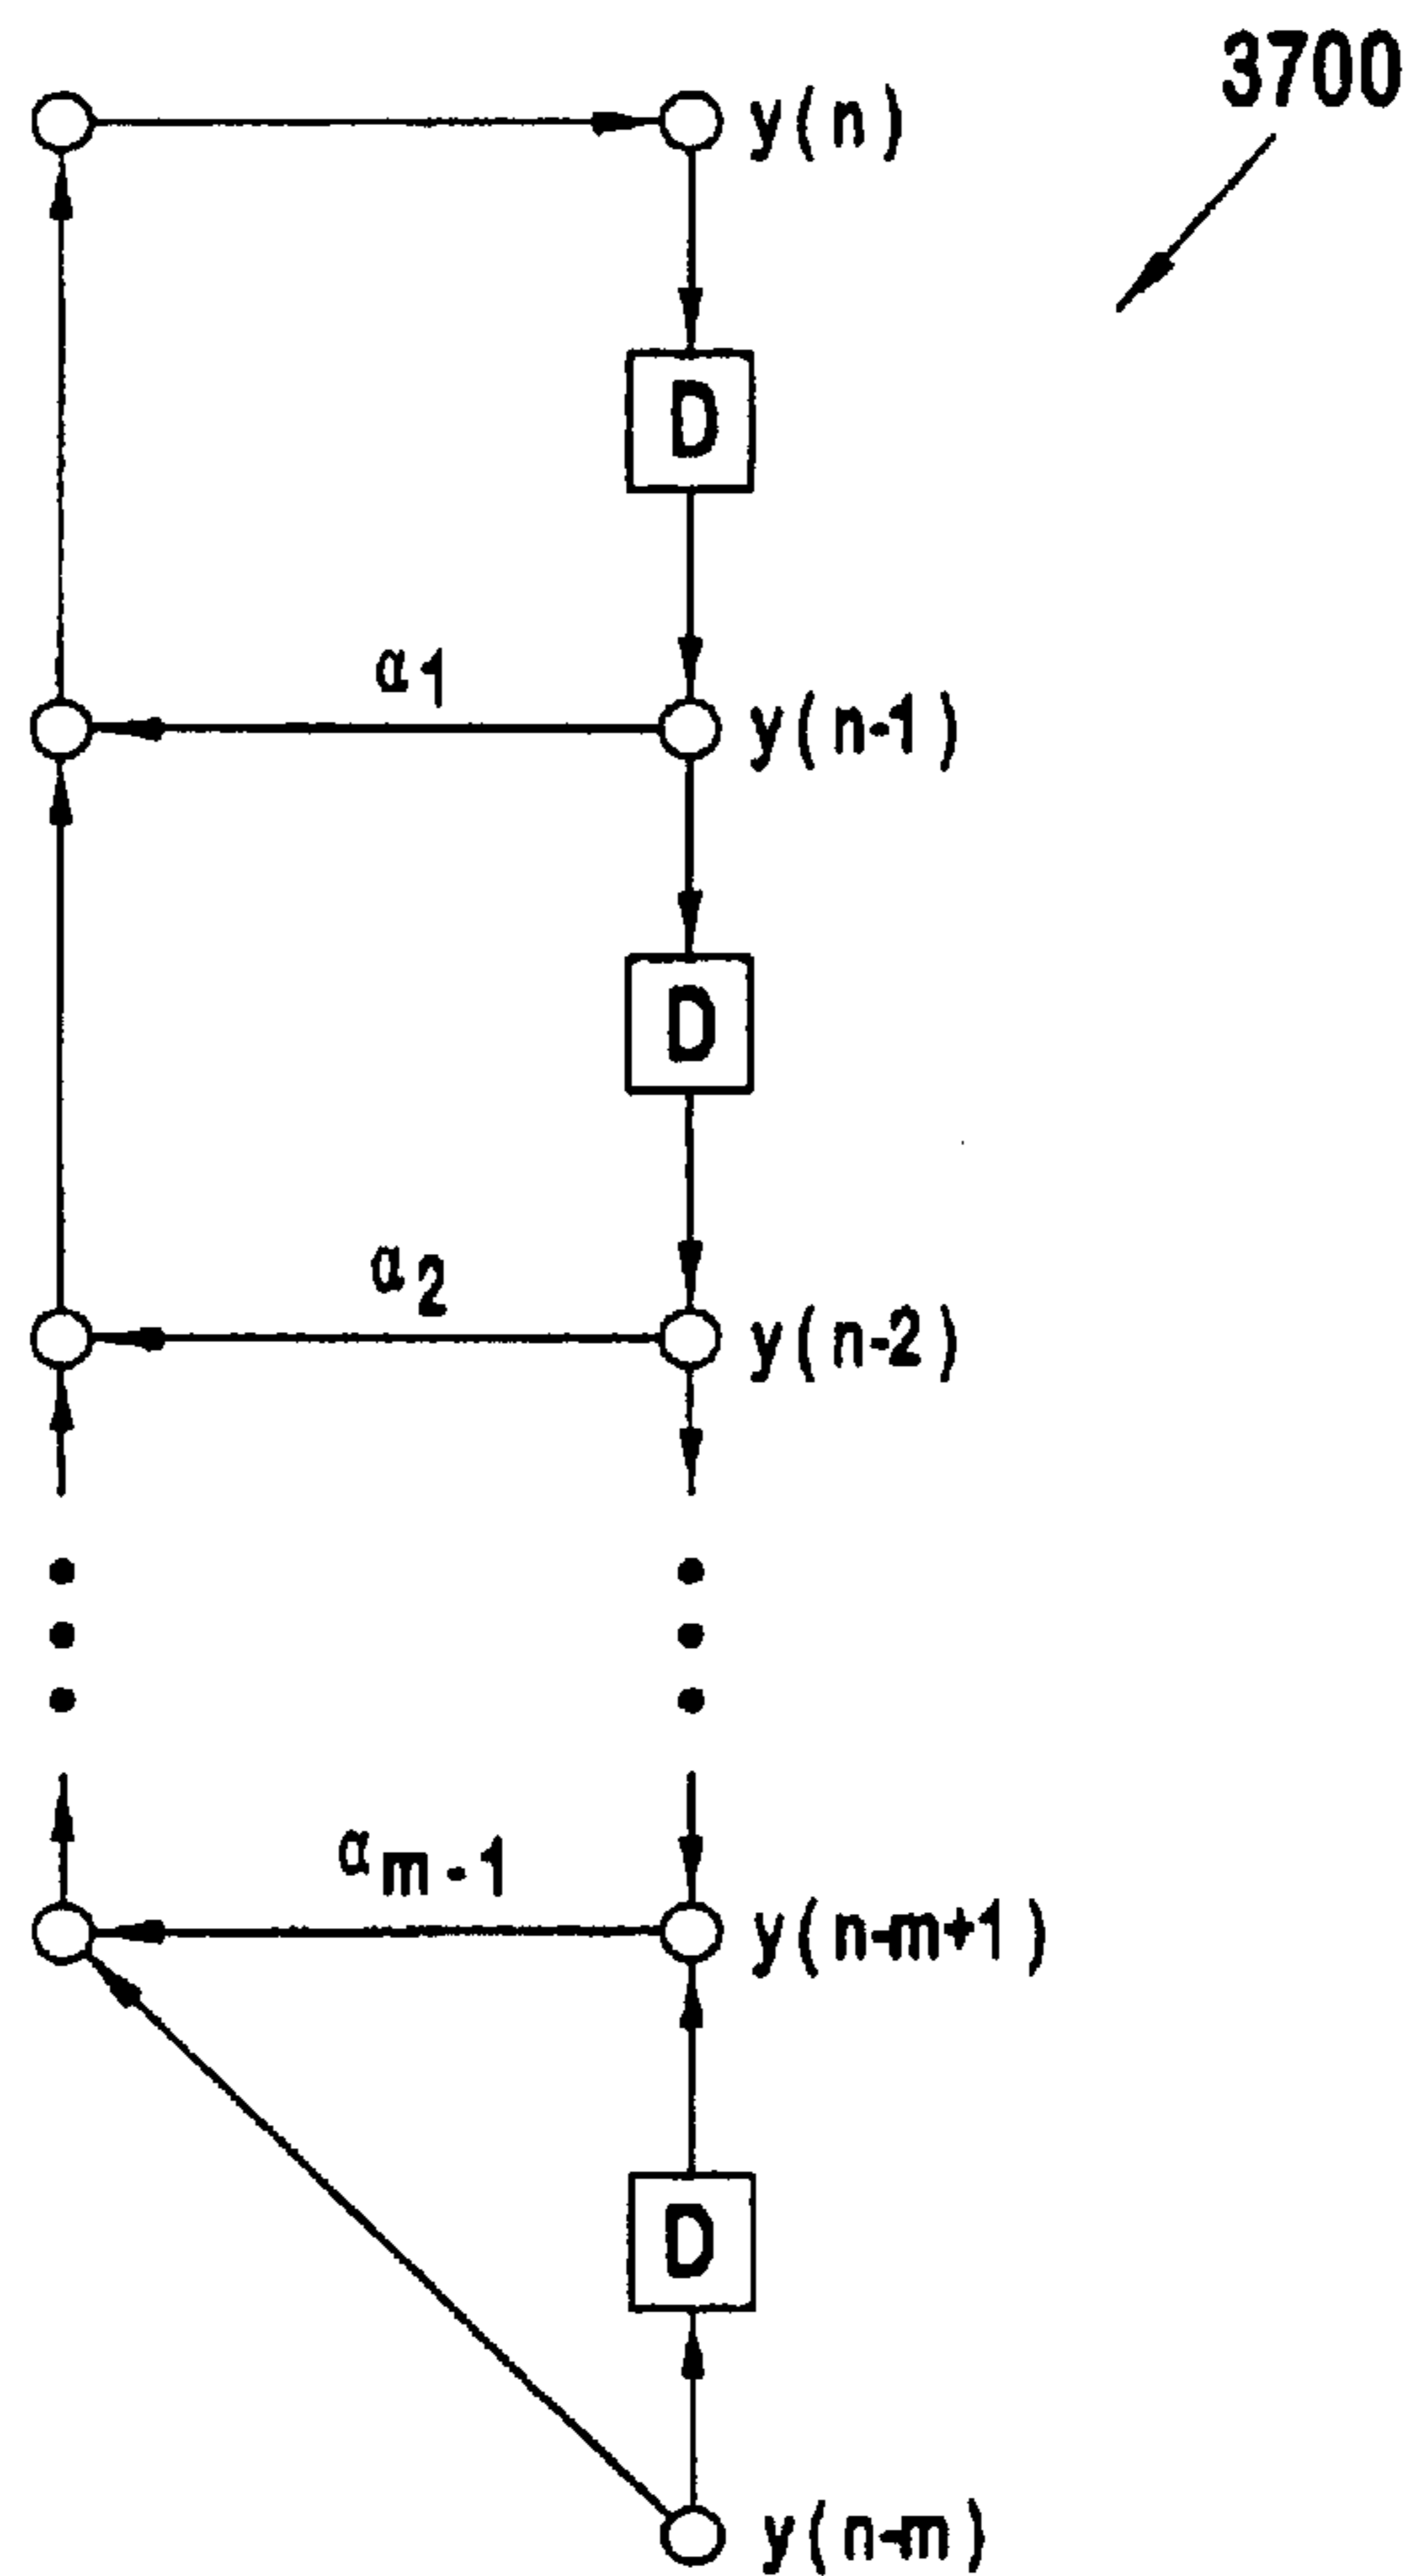 3700
y(n)
D
α1
y(n-1)
D
α2
y(n-2)
αm-1
y(n-m+1)
D
y(n-m)